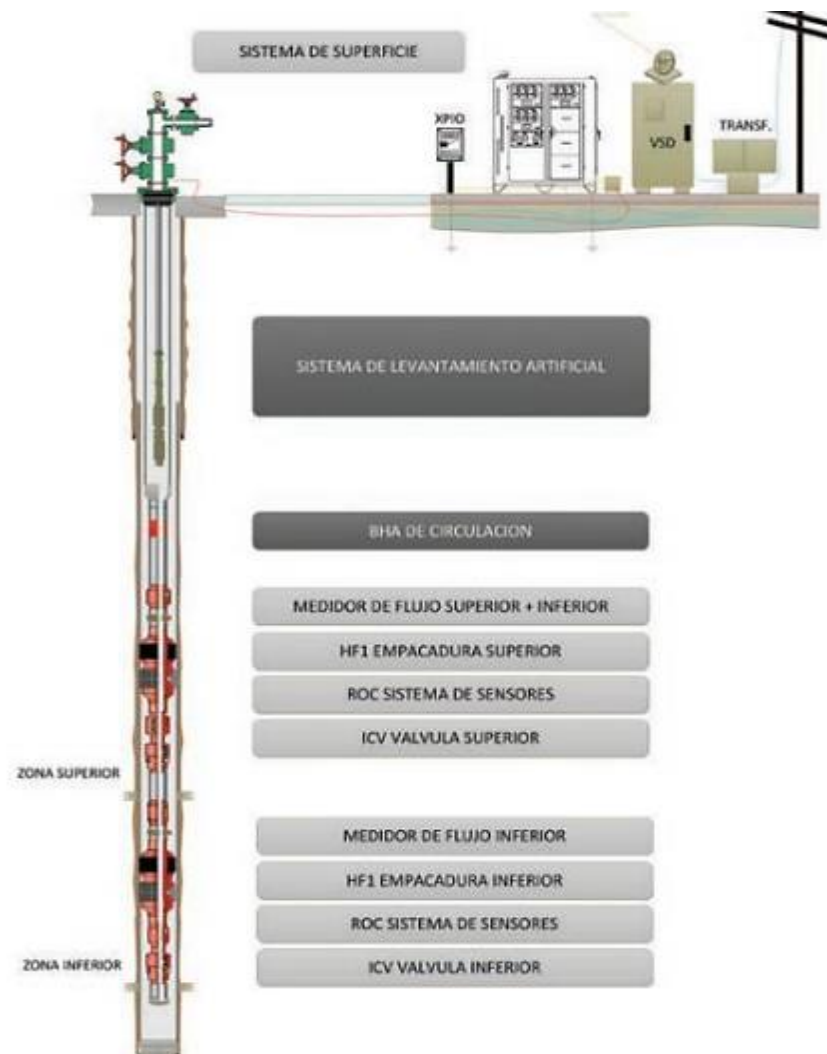 SISTEMA DE SUPERFICIE
XPIO
VSD
TRANSF.
SISTEMA DE LEVANTAMIENTO ARTIFICIAL
BHA DE CIRCULACION
MEDIDOR DE FLUJO SUPERIOR + INFERIOR
HF1 EMPACADURA SUPERIOR
ROC SISTEMA DE SENSORES
ICV VALVULA SUPERIOR
ZONA SUPERIOR
MEDIDOR DE FLUJO INFERIOR
HF1 EMPACADURA INFERIOR
ROC SISTEMA DE SENSORES
ICV VALVULA INFERIOR
ZONA INFERIOR